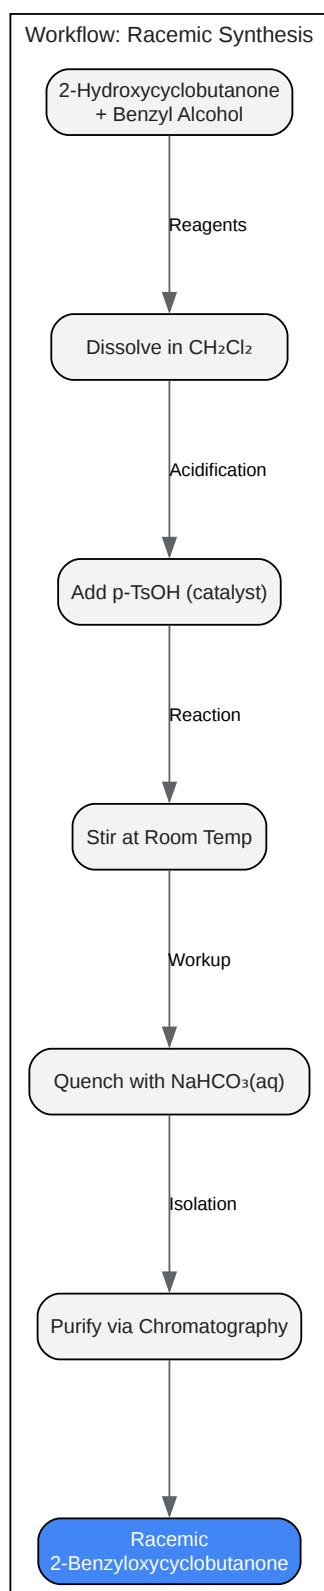 Workflow: Racemic Synthesis
2-Hydroxycyclobutanone
+ Benzyl Alcohol
Reagents
Dissolve in CH₂Cl₂
Acidification
Add p-TsOH (catalyst)
Reaction
Stir at Room Temp
Workup
Quench with NaHCO₃(aq)
Isolation
Purify via Chromatography
Racemic
2-Benzyloxycyclobutanone